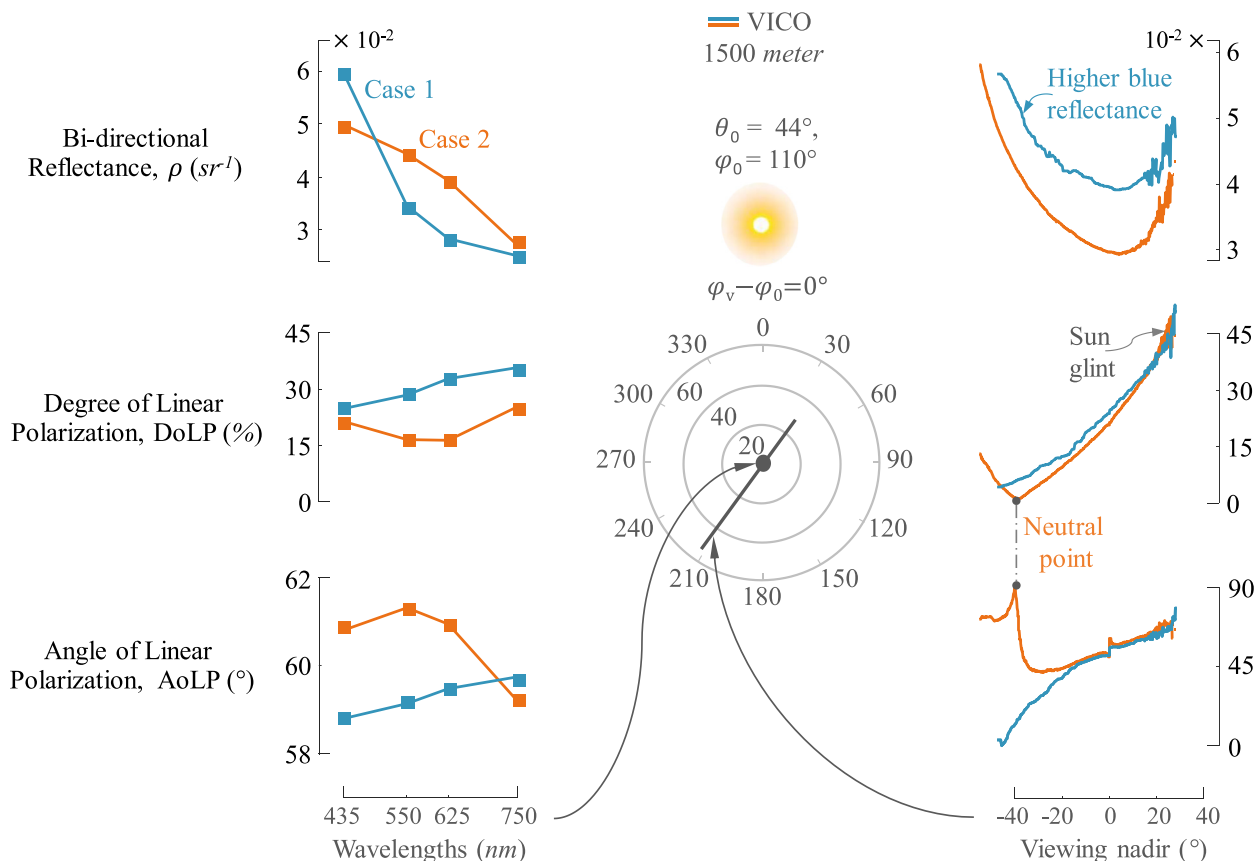 VICO
1500 meter
θ0 = 44°,
φ0 = 110°
φv−φ0=0°
Bi-directional
Reflectance, ρ (sr-1)
× 10-2
6
5
4
3
Case 1
Case 2
Degree of Linear
Polarization, DoLP (%)
45
30
15
0
Angle of Linear
Polarization, AoLP (°)
62
60
58
435 550 625 750
Wavelengths (nm)
0
30
60
90
120
150
180
210
240
270
300
330
60
40
20
10-2
6
Higher blue
reflectance
4
3
Sun
glint
45
30
15
0
Neutral
point
90
45
0
-40 -20 0 20 40
Viewing nadir (°)